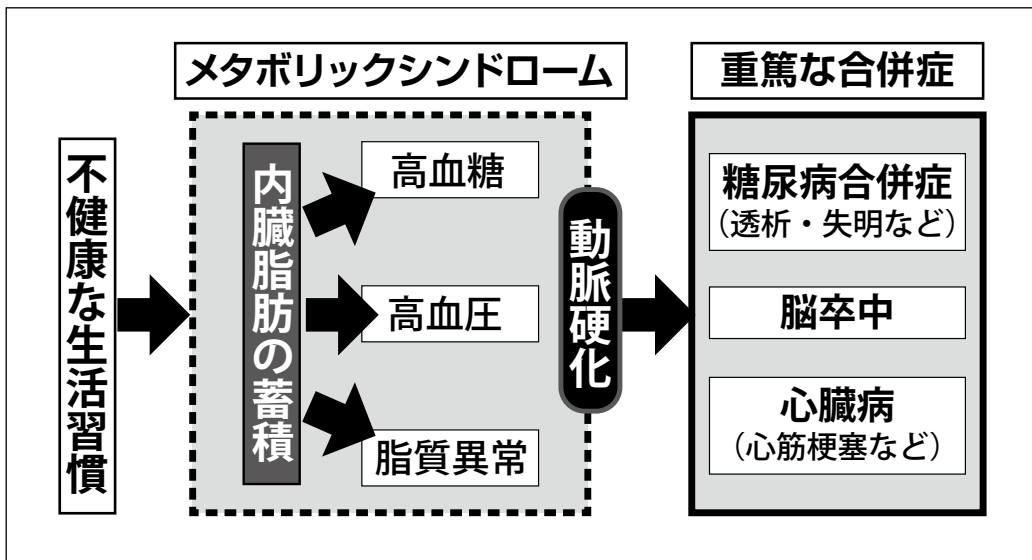 メタボリックシンドローム
重篤な合併症
不健康な生活習慣
内臓脂肪の蓄積
高血糖
高血圧
脂質異常
動脈硬化
糖尿病合併症
（透析・失明など）
脳卒中
心臓病
（心筋梗塞など）